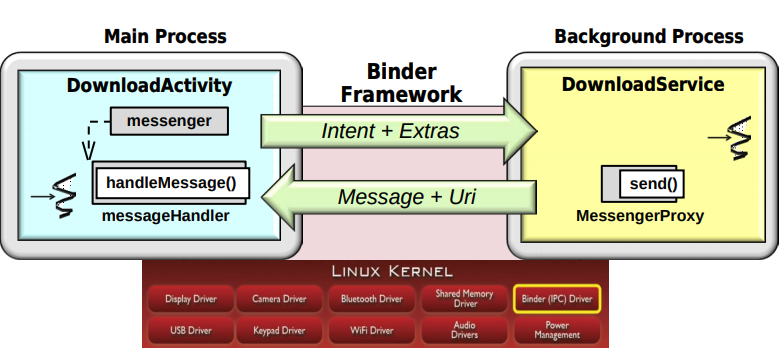 Main Process
Background Process
Binder
Framework
DownloadActivity
messenger
handleMessage()
messageHandler
Intent + Extras
Message + Uri
DownloadService
send()
MessengerProxy
LINUX KERNEL
Display Driver
Camera Driver
Bluetooth Driver
Shared Memory
Driver
Binder (IPC) Driver
USB Driver
Keypad Driver
WiFi Driver
Audio
Drivers
Power
Management